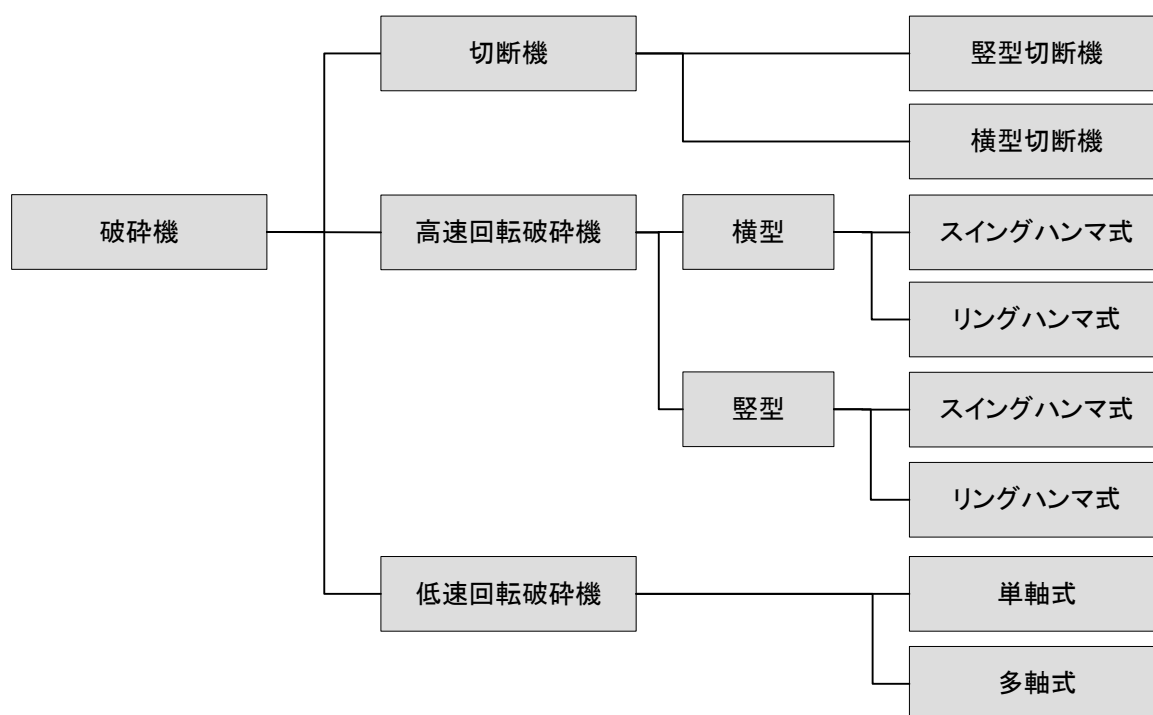 破砕機
切断機
竪型切断機
横型切断機
高速回転破砕機
横型
スイングハンマ式
リングハンマ式
竪型
スイングハンマ式
リングハンマ式
低速回転破砕機
単軸式
多軸式